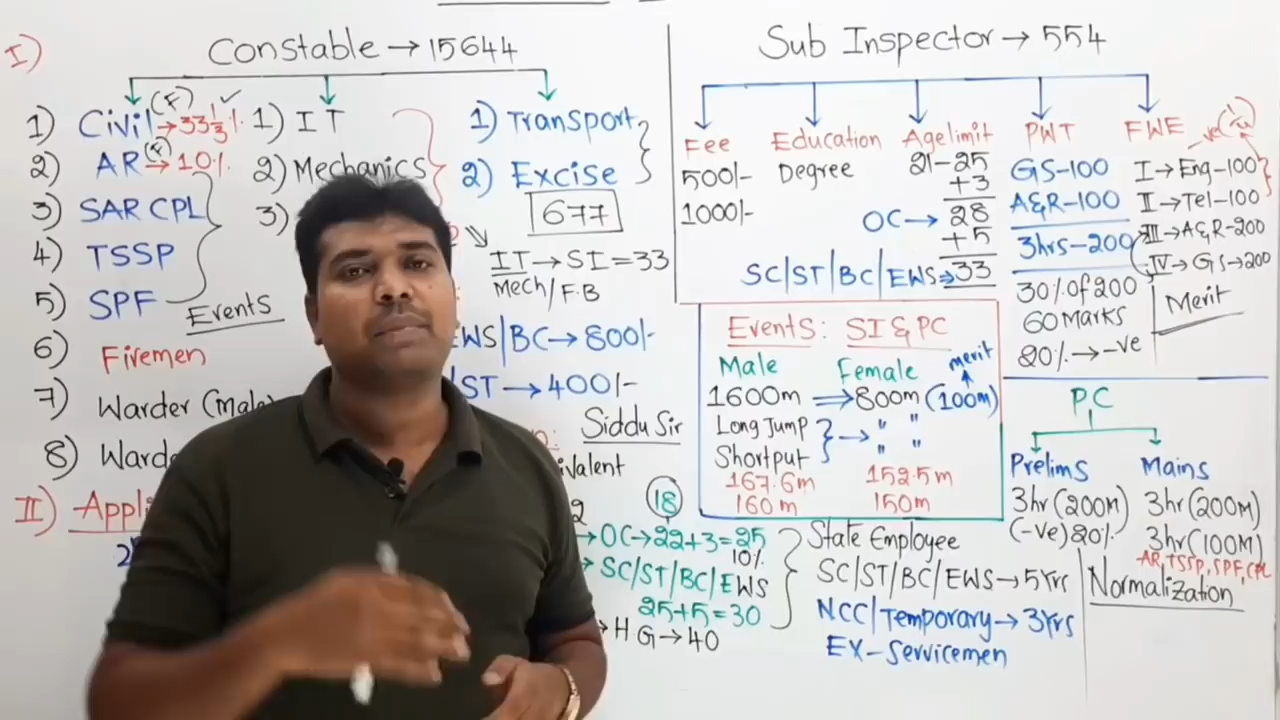 I)
Constable → 15644
1) Civil (F) → 33 1/3 %. ✓
2) AR (F) → 10%.
3) SAR CPL
4) TSSP
5) SPF
6) Firemen
7) Warder (Male)
8) Warde
Events
1) IT
2) Mechanics
3)
1) Transport
2) Excise
677
IT → SI = 33
Mech/F.B
EWS/BC → 800/-
/ST → 400/-
Siddu Sir
ivalent
II) Appli
18
→ OC → 22+3 = 25
10%
SC/ST/BC/EWS
25+5 = 30
→ H G → 40
State Employee
SC/ST/BC/EWS → 5Yrs
NCC/Temporary → 3Yrs
EX-Servicemen
Sub Inspector → 554
Fee
500/-
1000/-
Education
Degree
Agelimit
21-25
+3
OC → 28
+5
SC/ST/BC/EWS → 33
PWT
GS-100
A&R-100
3hrs-200
30% of 200
60 Marks
20% → -ve
FWE
I → Eng-100
II → Tel-100
III → A&R-200
IV → GS → 200
Merit
Events: SI & PC
Male
1600m
Long Jump
Shortput
167.6m
160m
Female
merit
⇒ 800m (100m)
→ " "
" "
152.5m
150m
P.C
Prelims
3hr (200M)
(-ve) 20%.
Mains
3hr (200M)
3hr (100M)
AR, TSSP, SPF, CPL
Normalization